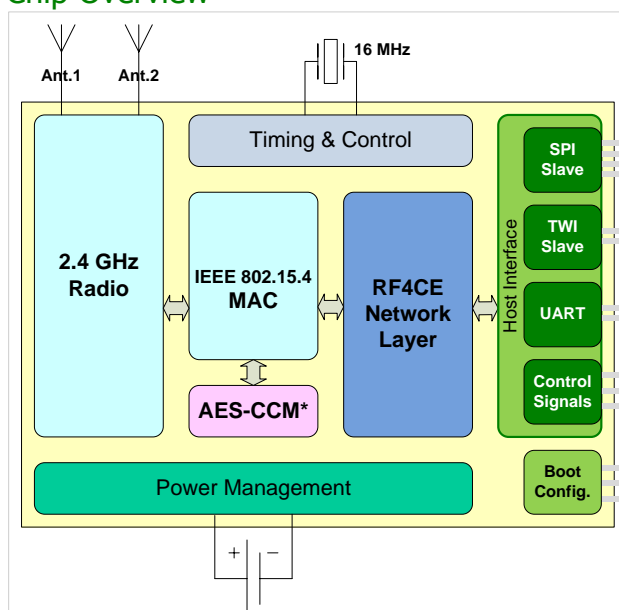 Chip Overview
Ant.1
Ant.2
16 MHz
Timing & Control
2.4 GHz
Radio
IEEE 802.15.4
MAC
AES-CCM*
RF4CE
Network
Layer
Host Interface
SPI
Slave
TWI
Slave
UART
Control
Signals
Power Management
Boot
Config.
+
−